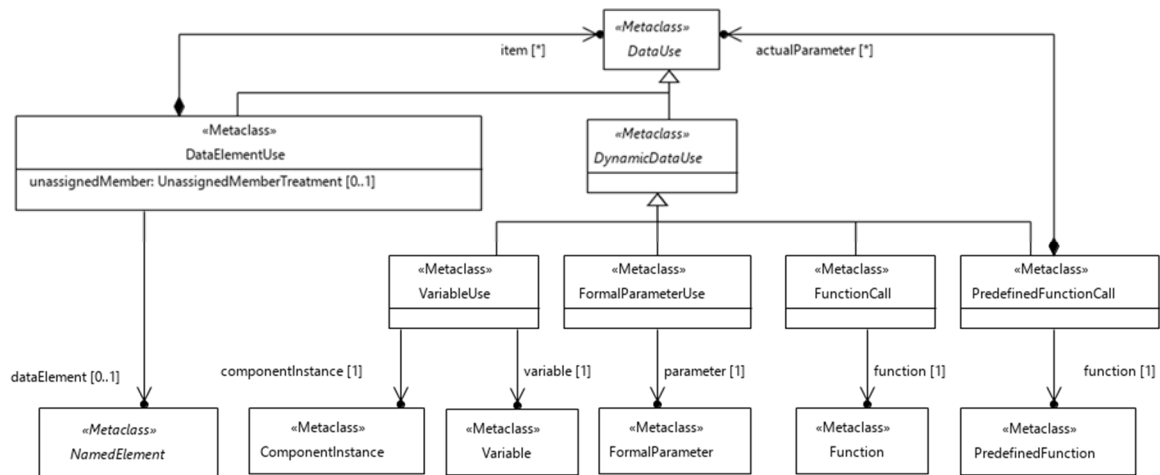 «Metaclass»
DataUse
item [*]
actualParameter [*]
«Metaclass»
DataElementUse
unassignedMember: UnassignedMemberTreatment [0..1]
«Metaclass»
DynamicDataUse
«Metaclass»
VariableUse
«Metaclass»
FormalParameterUse
«Metaclass»
FunctionCall
«Metaclass»
PredefinedFunctionCall
dataElement [0..1]
componentInstance [1]
variable [1]
parameter [1]
function [1]
function [1]
«Metaclass»
NamedElement
«Metaclass»
ComponentInstance
«Metaclass»
Variable
«Metaclass»
FormalParameter
«Metaclass»
Function
«Metaclass»
PredefinedFunction